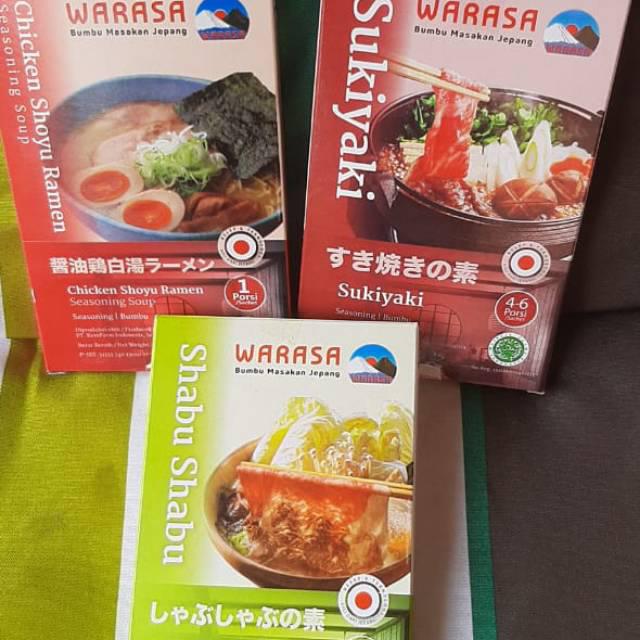 WARASA
Bumbu Masakan Jepang
WARASA
Chicken Shoyu Ramen
Seasoning Soup
醤油鶏白湯ラーメン
Chicken Shoyu Ramen
Seasoning Soup
Seasoning | Bumbu
1
Porsi
WARASA
Bumbu Masakan Jepang
WARASA
Sukiyaki
すき焼きの素
Sukiyaki
Seasoning | Bumbu
4-6
Porsi
WARASA
Bumbu Masakan Jepang
WARASA
Shabu Shabu
しゃぶしゃぶの素